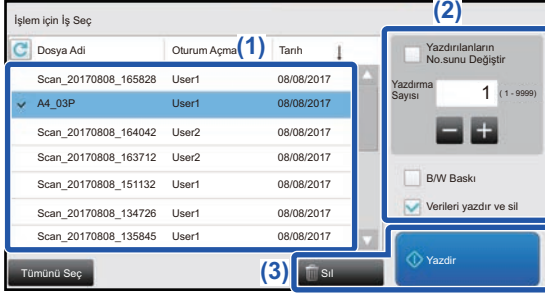 (2)
İşlem için İş Seç
Dosya Adi Oturum Açma (1) Tarıh
Scan_20170808_165828 User1 08/08/2017
A4_03P User1 08/08/2017
Scan_20170808_164042 User2 08/08/2017
Scan_20170808_163712 User2 08/08/2017
Scan_20170808_151132 User1 08/08/2017
Scan_20170808_134726 User1 08/08/2017
Scan_20170808_135845 User1 08/08/2017
Yazdırılanların
No.sunu Değiştir
Yazdırma
Sayısı
1 (1 - 9999)
B/W Baskı
Verileri yazdır ve sil
Tümünü Seç
(3) Sıl
Yazdir